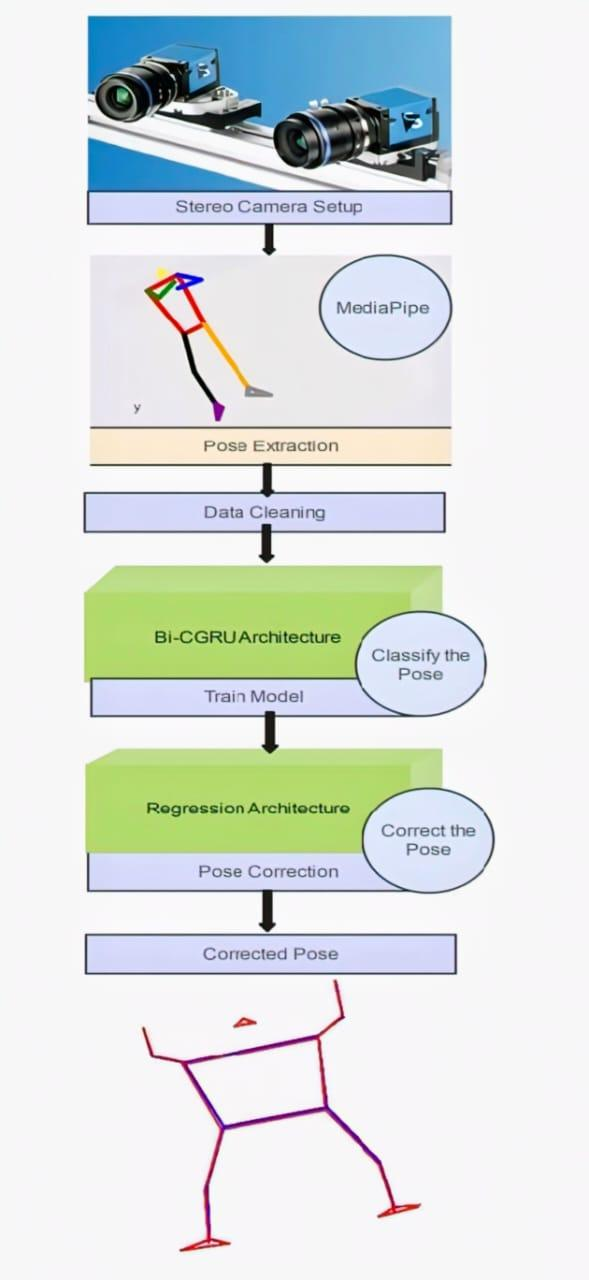 Stereo Camera Setup
MediaPipe
y
Pose Extraction
Data Cleaning
Bi-CGRU Architecture
Classify the
Pose
Train Model
Regression Architecture
Correct the
Pose
Pose Correction
Corrected Pose